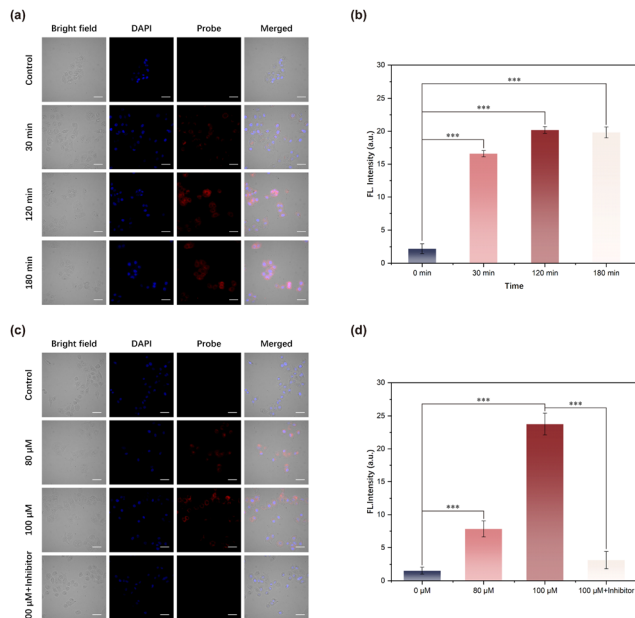 (a)
Bright field DAPI Probe Merged
Control
30 min
120 min
180 min
(b)
FL. Intensity (a.u.)
30
25
20
15
10
5
0
***
***
***
0 min 30 min 120 min 180 min
Time
(c)
Bright field DAPI Probe Merged
Control
80 μM
100 μM
00 μM+Inhibitor
(d)
FL.Intensity (a.u.)
30
25
20
15
10
5
0
***
***
***
0 μM 80 μM 100 μM 100 μM+Inhibitor